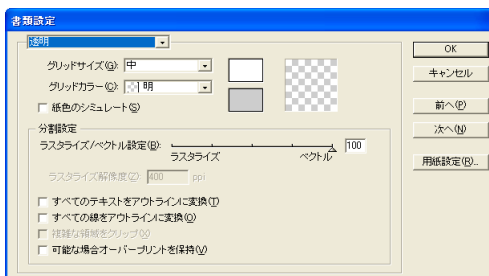 書類設定
透明
OK
グリッドサイズ(G): 中
キャンセル
グリッドカラー(C): 明
紙色のシミュレート(S)
前へ(P)
分割設定
次へ(N)
ラスタライズ/ベクトル設定(B): 100
ラスタライズ ベクトル
用紙設定(R)...
ラスタライズ解像度(Z): 400 ppi
すべてのテキストをアウトラインに変換(T)
すべての線をアウトラインに変換(O)
複雑な領域をクリップ(X)
可能な場合オーバープリントを保持(V)